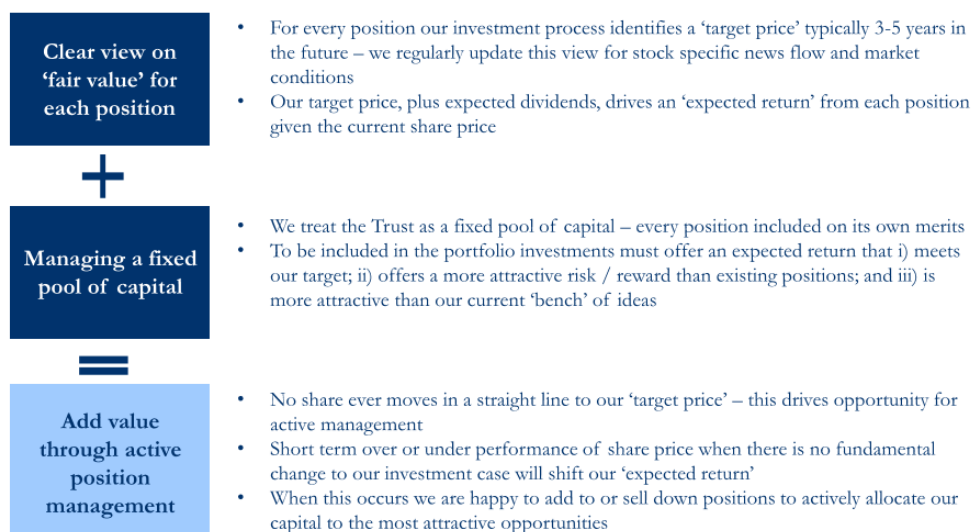 Clear view on
‘fair value’ for
each position
• For every position our investment process identifies a ‘target price’ typically 3-5 years in
the future – we regularly update this view for stock specific news flow and market
conditions
• Our target price, plus expected dividends, drives an ‘expected return’ from each position
given the current share price
+
Managing a fixed
pool of capital
• We treat the Trust as a fixed pool of capital – every position included on its own merits
• To be included in the portfolio investments must offer an expected return that i) meets
our target; ii) offers a more attractive risk / reward than existing positions; and iii) is
more attractive than our current ‘bench’ of ideas
=
Add value
through active
position
management
• No share ever moves in a straight line to our ‘target price’ – this drives opportunity for
active management
• Short term over or under performance of share price when there is no fundamental
change to our investment case will shift our ‘expected return’
• When this occurs we are happy to add to or sell down positions to actively allocate our
capital to the most attractive opportunities